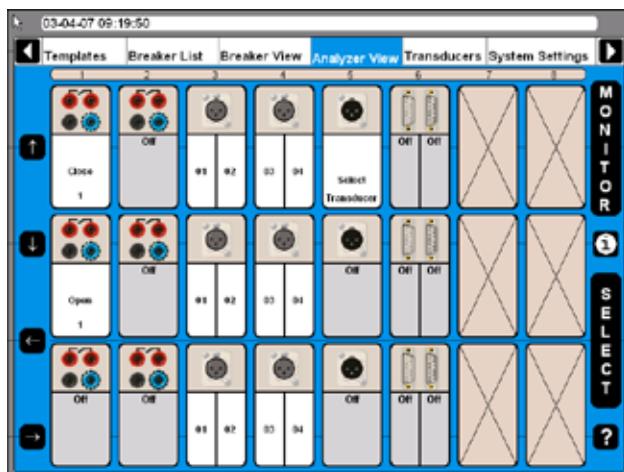 03-04-07 09:19:50
Templates Breaker List Breaker View Analyzer View Transducers System Settings
1 2 3 4 5 6 7 8
Off Off Off
Close 01 02 03 04 Select
1 Transducer
Off Off Off Off
Open 01 02 03 04
1
Off Off Off Off Off
01 02 03 04
MONITOR
i
SELECT
?